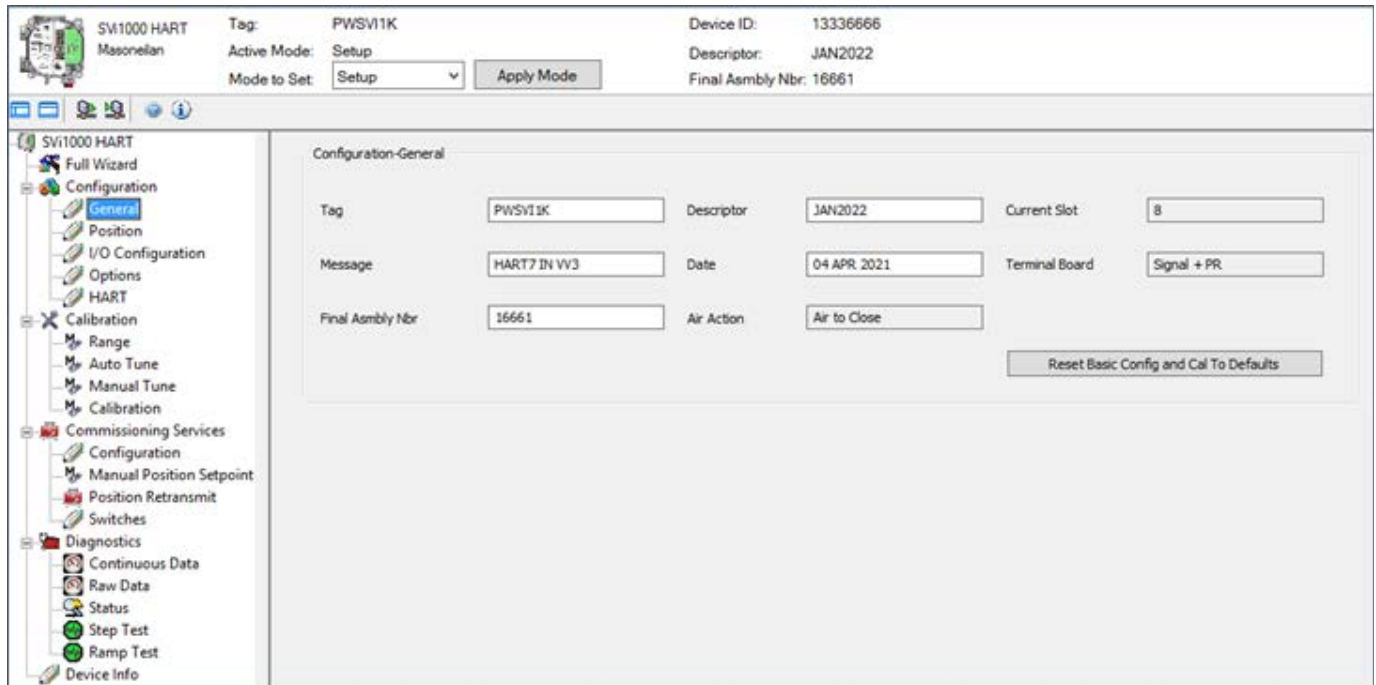 SVi1000 HART
Masoneilan
Tag: PWSVI1K
Active Mode: Setup
Mode to Set: Setup Apply Mode
Device ID: 13336666
Descriptor: JAN2022
Final Asmbly Nbr: 16661
SVi1000 HART
Full Wizard
Configuration
General
Position
I/O Configuration
Options
HART
Calibration
Range
Auto Tune
Manual Tune
Calibration
Commissioning Services
Configuration
Manual Position Setpoint
Position Retransmit
Switches
Diagnostics
Continuous Data
Raw Data
Status
Step Test
Ramp Test
Device Info
Configuration-General
Tag PWSVI1K Descriptor JAN2022 Current Slot 8
Message HART7 IN VV3 Date 04 APR 2021 Terminal Board Signal + PR
Final Asmbly Nbr 16661 Air Action Air to Close
Reset Basic Config and Cal To Defaults